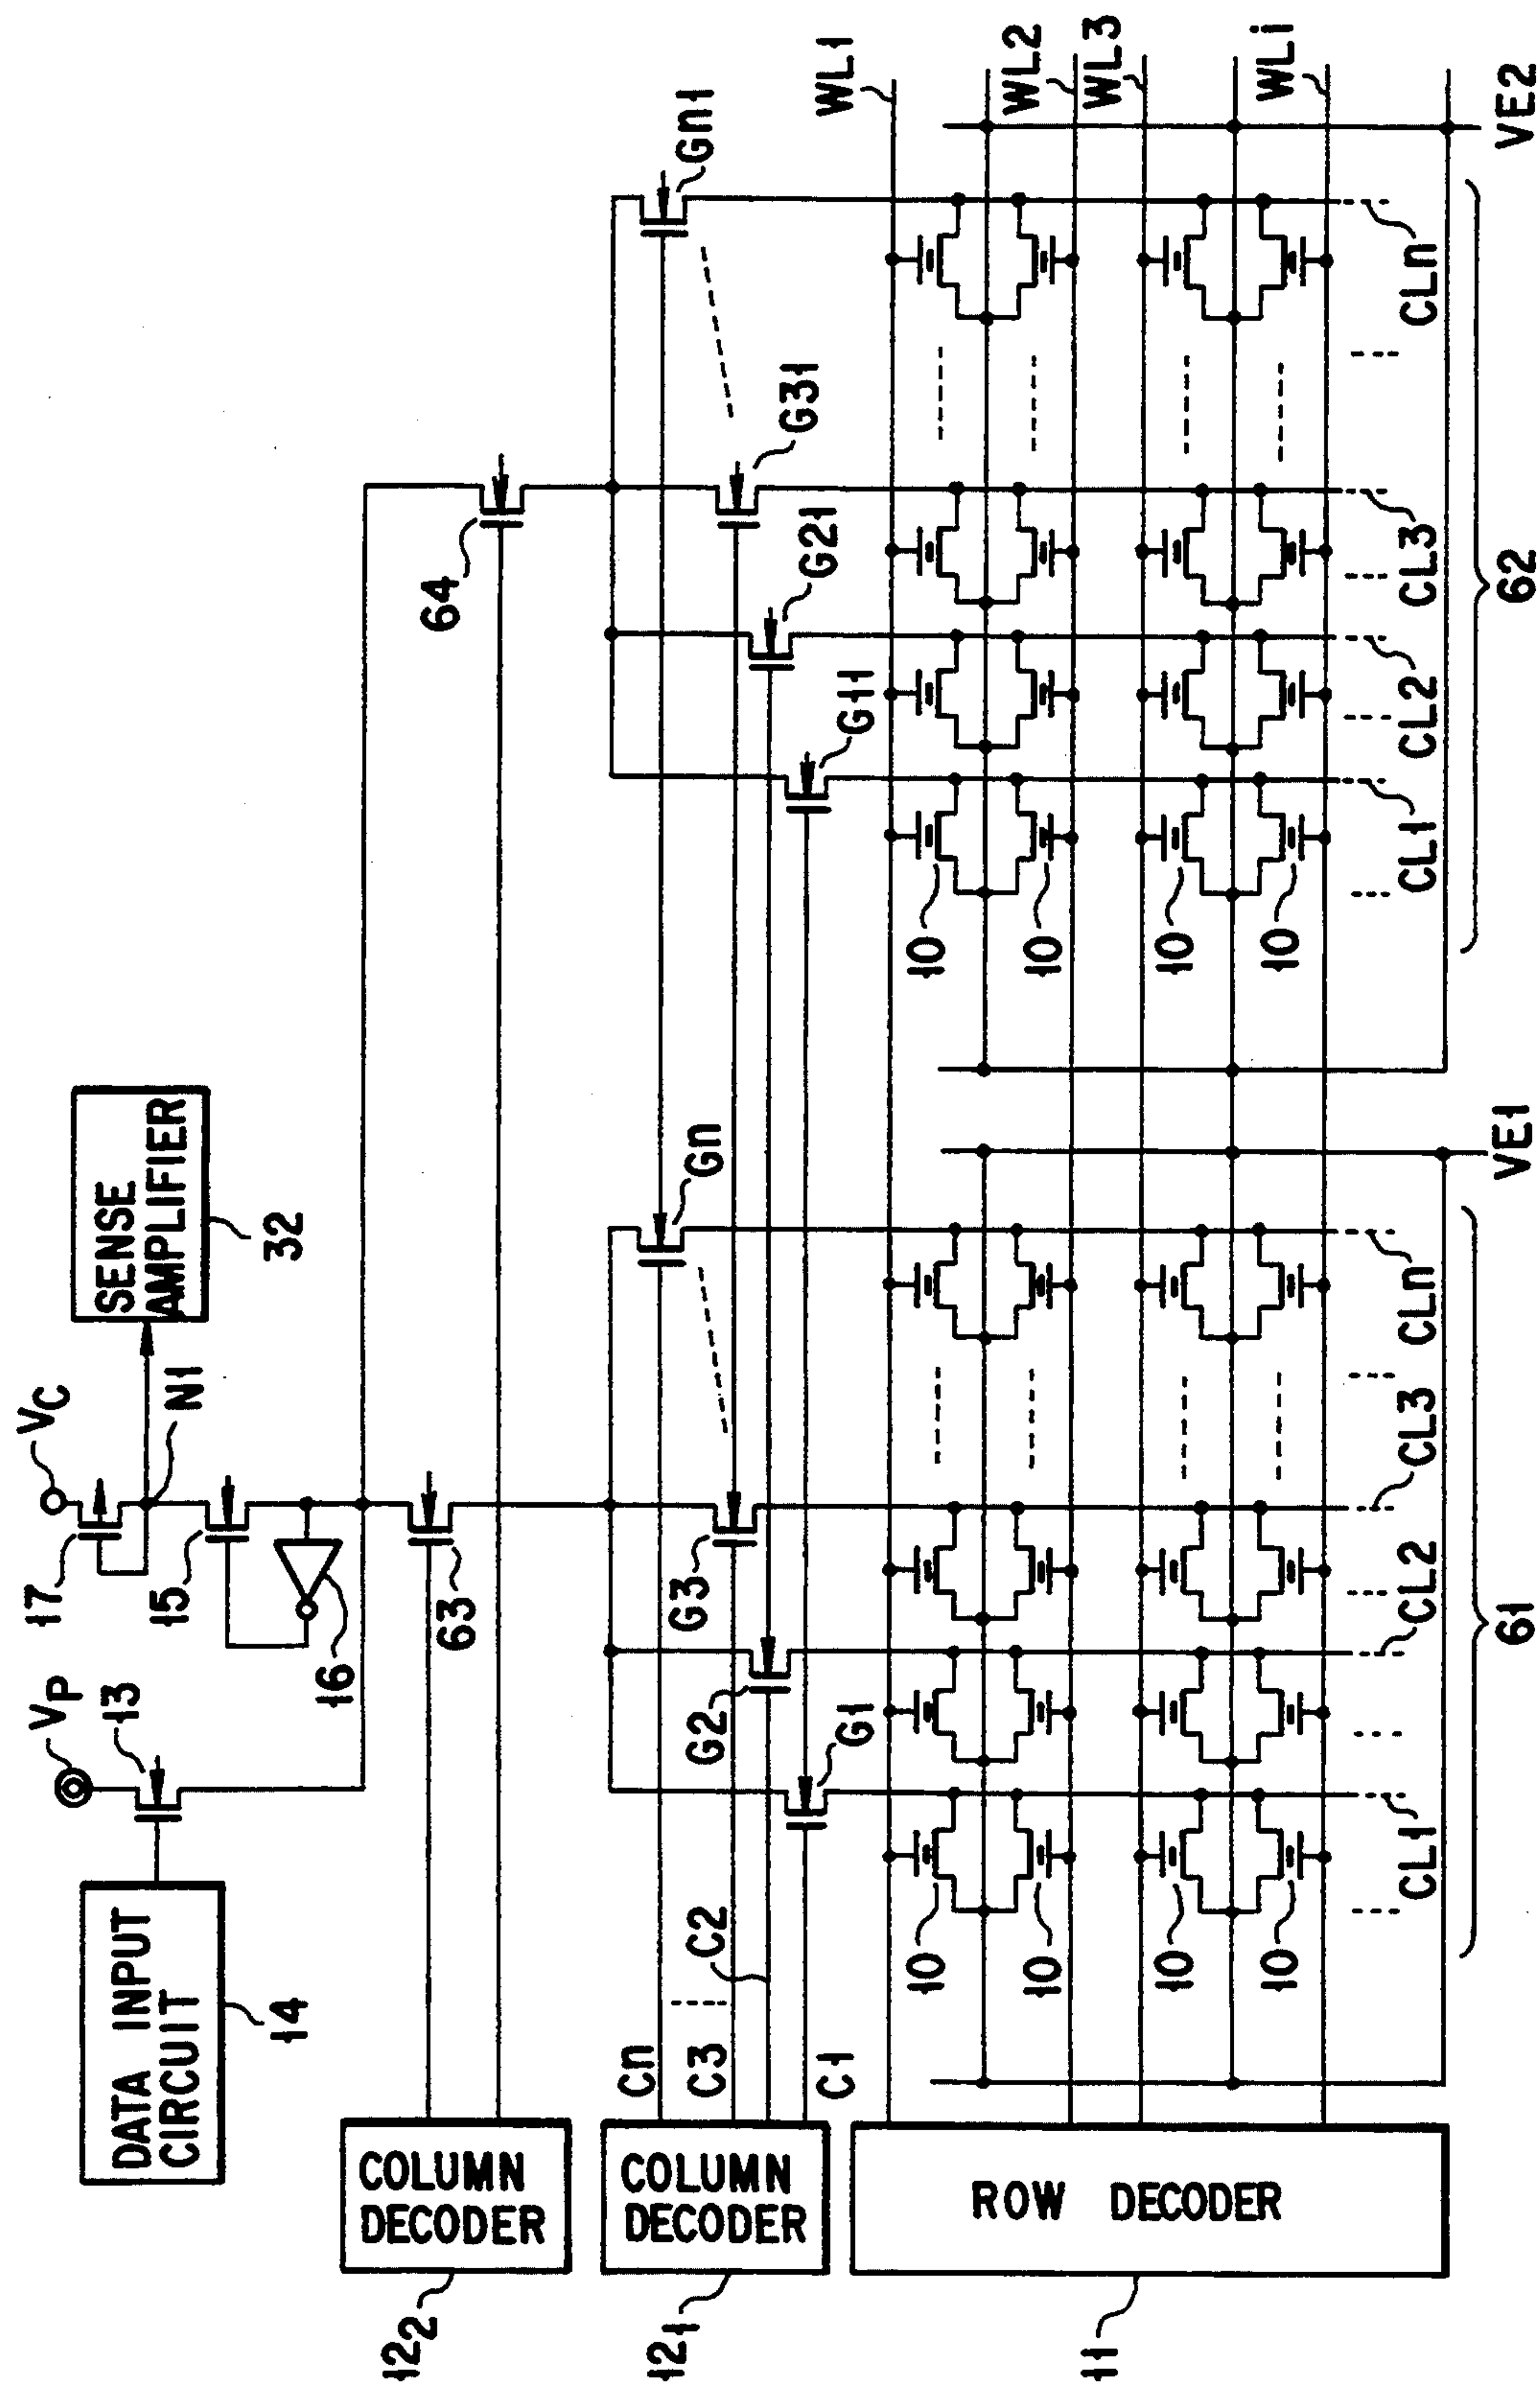 VP
VC
17
N1
SENSE
AMPLIFIER
32
DATA INPUT
CIRCUIT
14
13
15
16
63
64
COLUMN
DECODER
122
Cn
C3
C2
C1
COLUMN
DECODER
121
G1
G2
G3
Gn
G11
G21
G31
Gn1
ROW DECODER
11
WL1
WL2
WL3
WLi
10
10
10
10
10
10
10
10
CL1
CL2
CL3
CLn
VE1
CL1
CL2
CL3
CLn
VE2
61
62